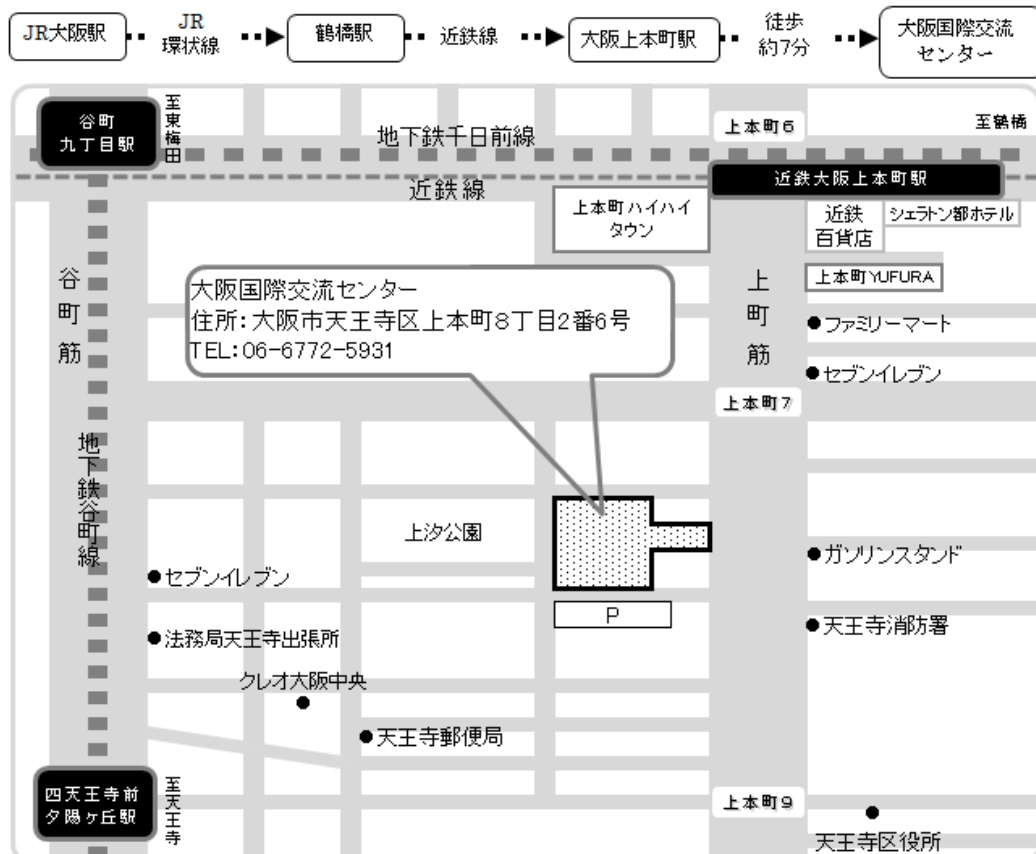 JR大阪駅
JR
環状線
鶴橋駅
近鉄線
大阪上本町駅
徒歩
約7分
大阪国際交流
センター
谷町
九丁目駅
至東梅田
地下鉄千日前線
上本町6
至鶴橋
近鉄線
近鉄大阪上本町駅
上本町ハイハイ
タウン
近鉄
百貨店
シェラトン都ホテル
谷町筋
上町筋
上本町YUFURA
大阪国際交流センター
住所:大阪市天王寺区上本町8丁目2番6号
TEL:06-6772-5931
ファミリーマート
セブンイレブン
上本町7
地下鉄谷町線
上汐公園
ガソリンスタンド
セブンイレブン
P
天王寺消防署
法務局天王寺出張所
クレオ大阪中央
天王寺郵便局
四天王寺前
夕陽ヶ丘駅
至天王寺
上本町9
天王寺区役所